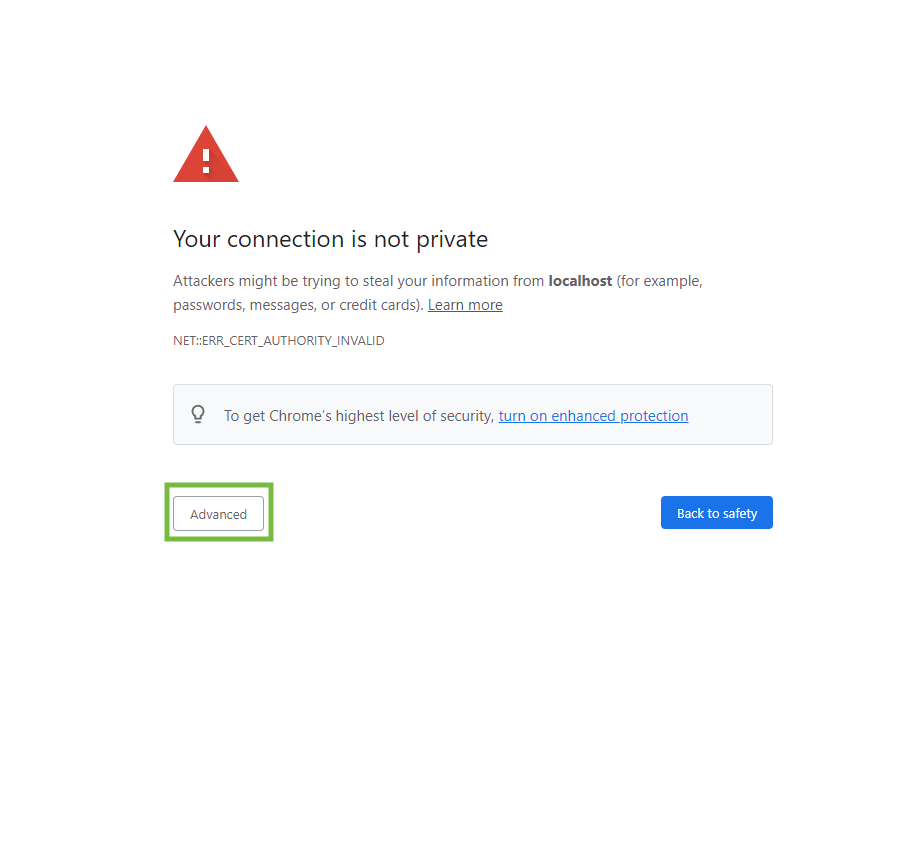 Your connection is not private
Attackers might be trying to steal your information from localhost (for example,
passwords, messages, or credit cards). Learn more
NET::ERR_CERT_AUTHORITY_INVALID
To get Chrome’s highest level of security, turn on enhanced protection
Advanced
Back to safety